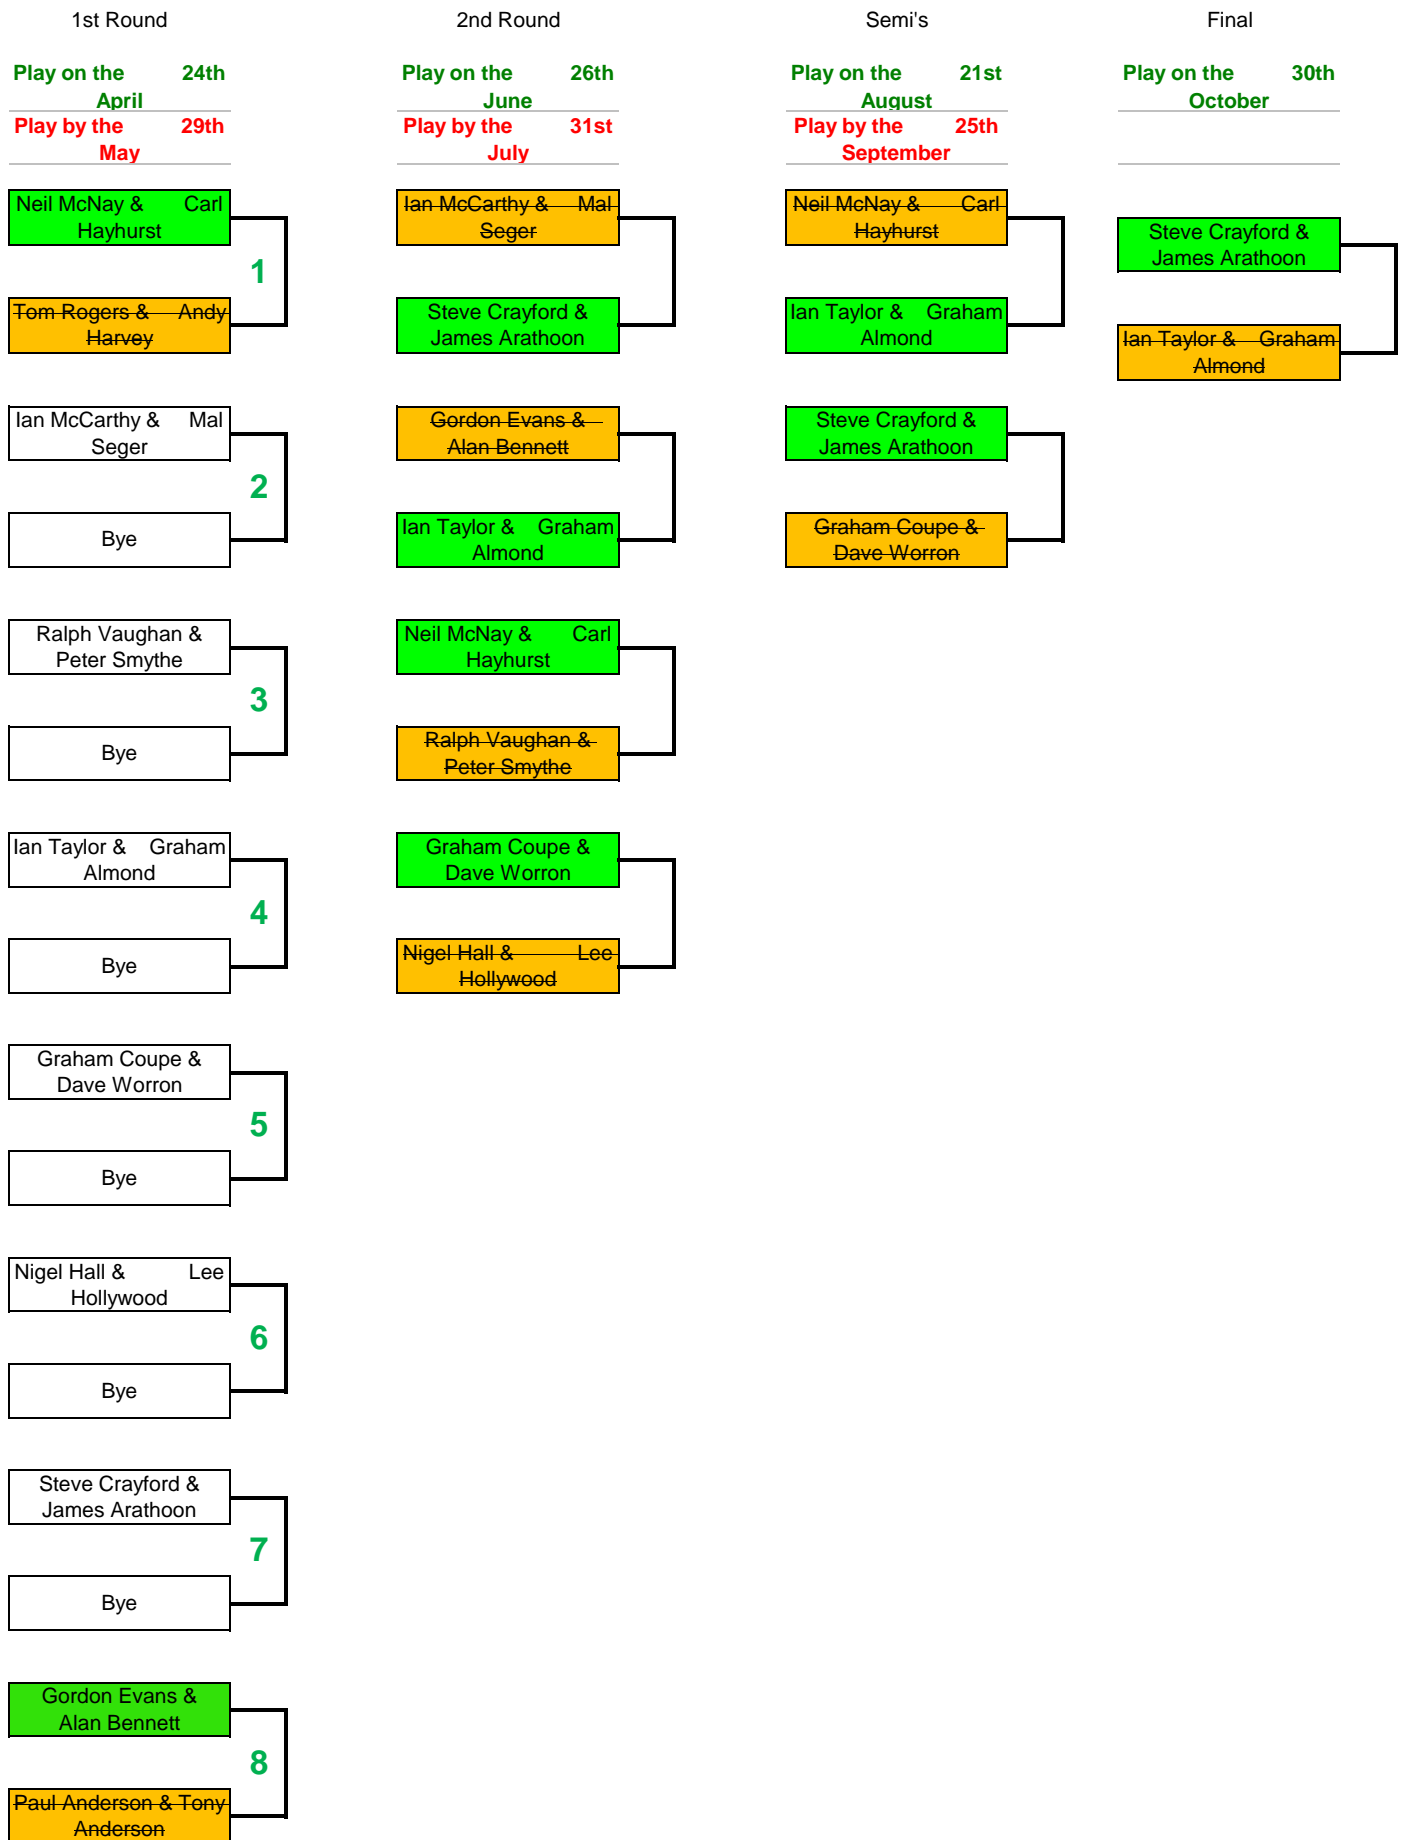 1st Round
Play on the 24th
April
Play by the 29th
May
Neil McNay & Carl
Hayhurst
1
Tom Rogers & Andy
Harvey
Ian McCarthy & Mal
Seger
2
Bye
Ralph Vaughan &
Peter Smythe
3
Bye
Ian Taylor & Graham
Almond
4
Bye
Graham Coupe &
Dave Worron
5
Bye
Nigel Hall & Lee
Hollywood
6
Bye
Steve Crayford &
James Arathoon
7
Bye
Gordon Evans &
Alan Bennett
8
Paul Anderson & Tony
Anderson
2nd Round
Play on the 26th
June
Play by the 31st
July
Ian McCarthy & Mal
Seger
Steve Crayford &
James Arathoon
Gordon Evans &
Alan Bennett
Ian Taylor & Graham
Almond
Neil McNay & Carl
Hayhurst
Ralph Vaughan &
Peter Smythe
Graham Coupe &
Dave Worron
Nigel Hall & Lee
Hollywood
Semi's
Play on the 21st
August
Play by the 25th
September
Neil McNay & Carl
Hayhurst
Ian Taylor & Graham
Almond
Steve Crayford &
James Arathoon
Graham Coupe &
Dave Worron
Final
Play on the 30th
October
Steve Crayford &
James Arathoon
Ian Taylor & Graham
Almond